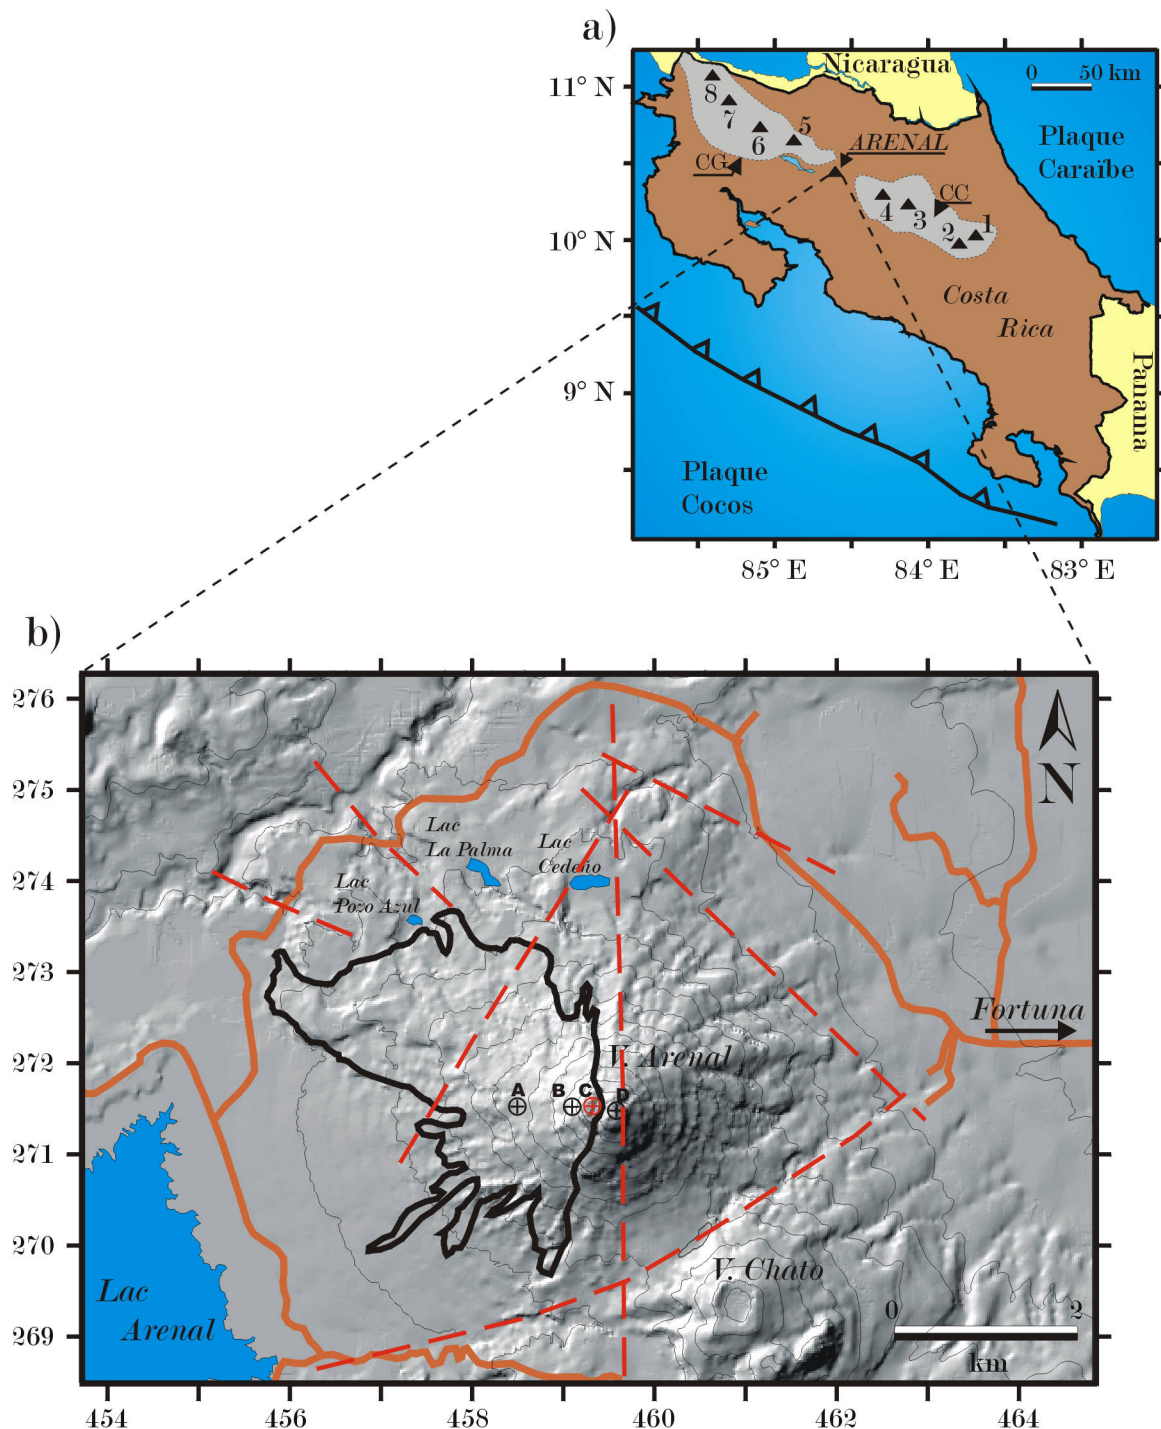 a)
Nicaragua
0 50 km
11° N
10° N
9° N
Plaque
Caraïbe
8
7
6
5
ARENAL
CG
CC
4
3
2
1
Costa
Rica
Panama
Plaque
Cocos
85° E
84° E
83° E
b)
276
275
274
273
272
271
270
269
N
Lac
La Palma
Lac
Cedeño
Lac
Pozo Azul
Fortuna
V. Arenal
A
B
C
D
V. Chato
Lac
Arenal
0
2
km
454
456
458
460
462
464